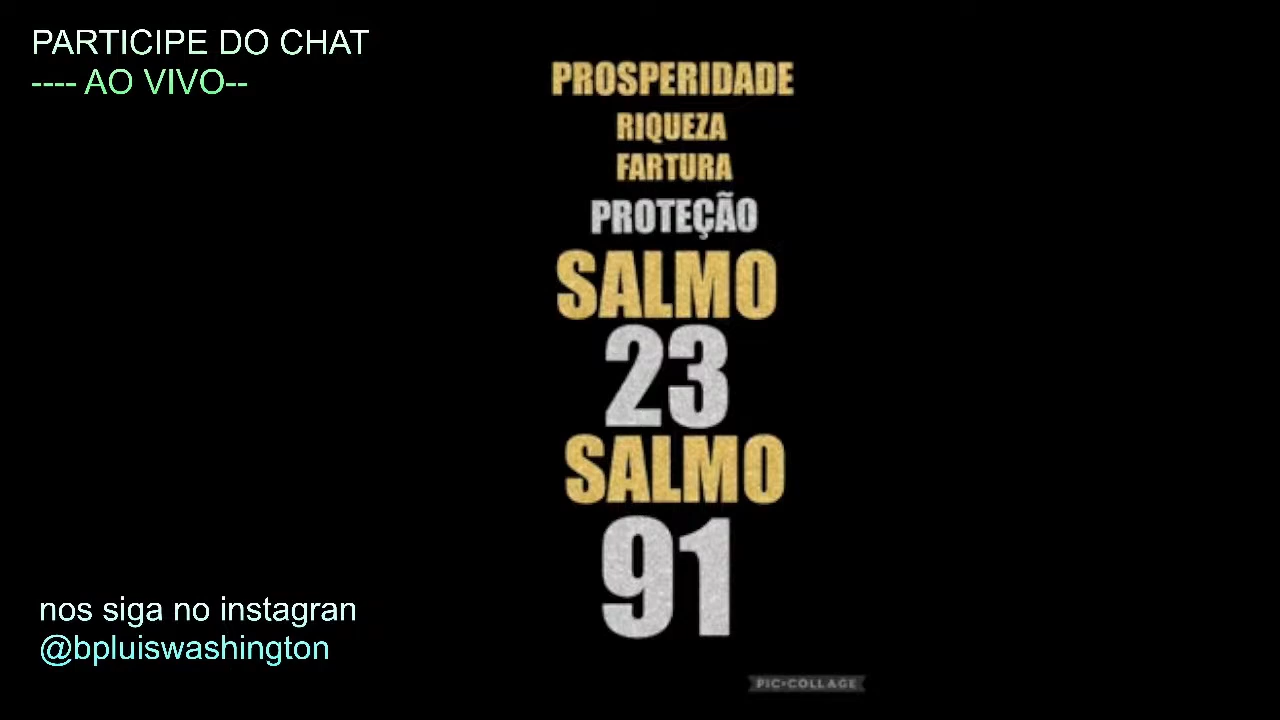 PARTICIPE DO CHAT
---- AO VIVO--
PROSPERIDADE
RIQUEZA
FARTURA
PROTEÇÃO
SALMO
23
SALMO
91
nos siga no instagran
@bpluiswashington
PIC•COLLAGE